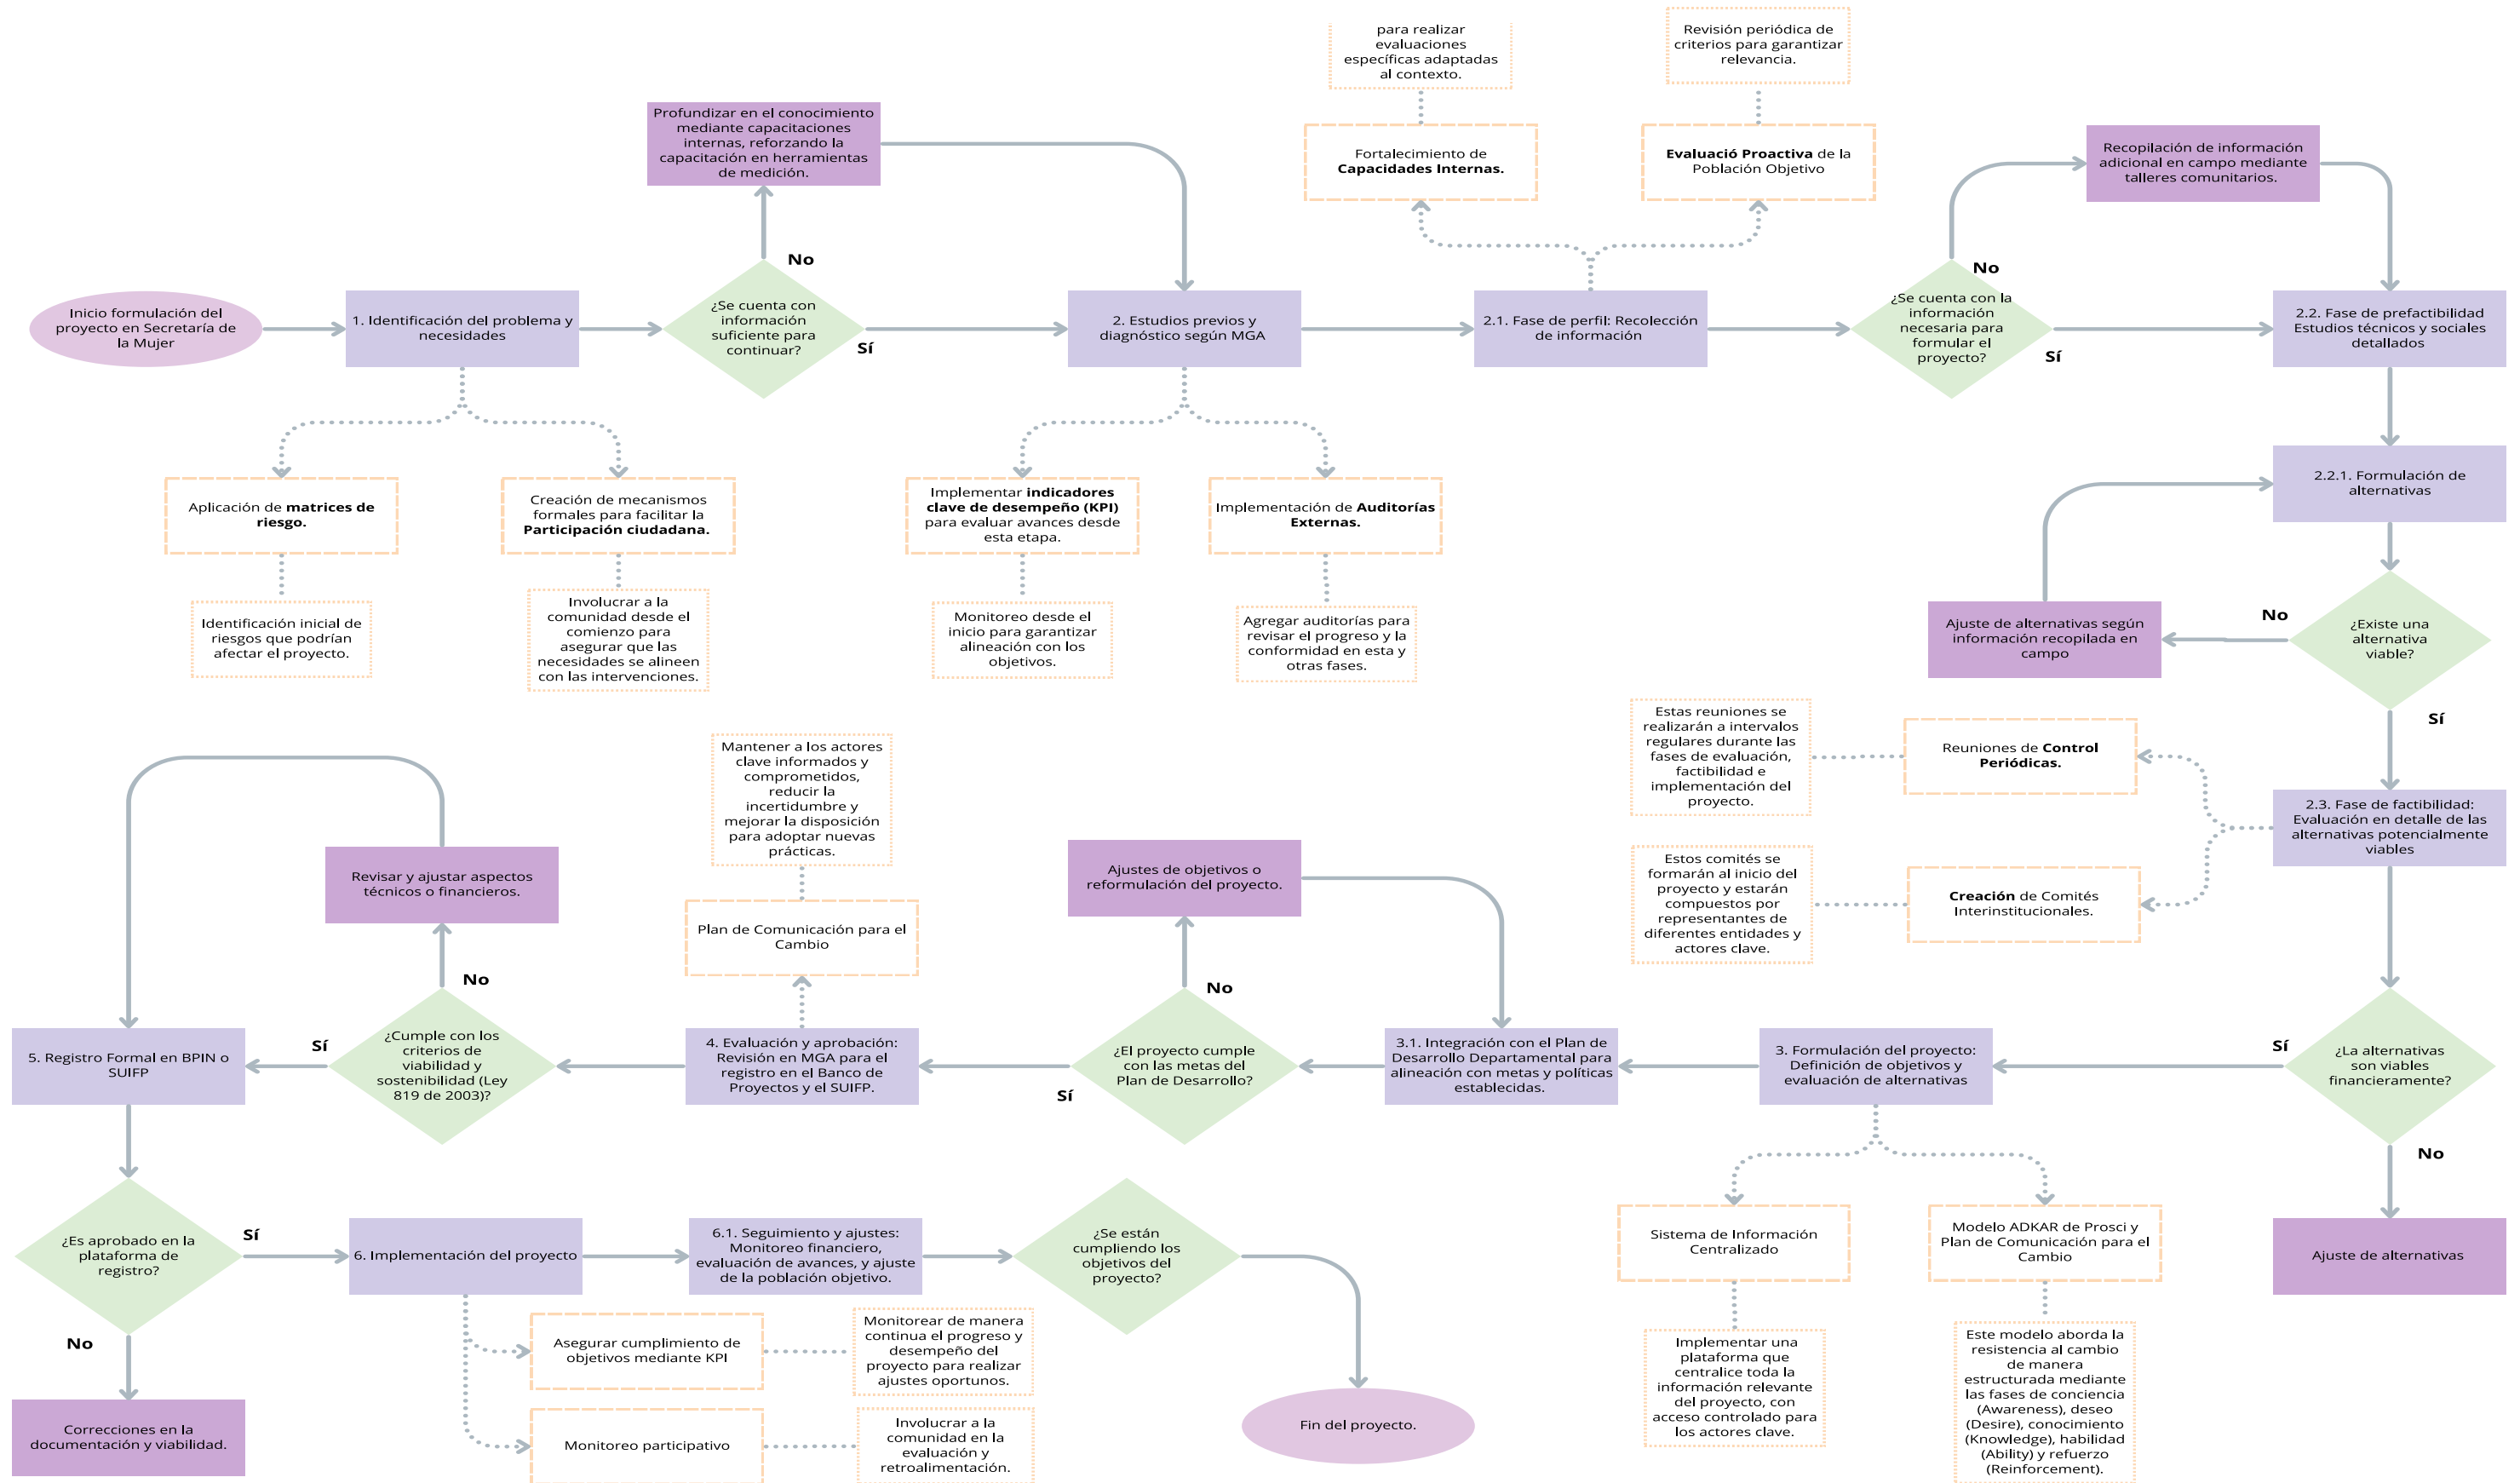 para realizar
evaluaciones
específicas adaptadas
al contexto.
Revisión periódica de
criterios para garantizar
relevancia.
Profundizar en el conocimiento
mediante capacitaciones
internas, reforzando la
capacitación en herramientas
de medición.
Fortalecimiento de
Capacidades Internas.
Evaluació Proactiva de la
Población Objetivo
Recopilación de información
adicional en campo mediante
talleres comunitarios.
No
No
Inicio formulación del
proyecto en Secretaría de
la Mujer
1. Identificación del problema y
necesidades
¿Se cuenta con
información
suficiente para
continuar?
Sí
2. Estudios previos y
diagnóstico según MGA
2.1. Fase de perfil: Recolección
de información
¿Se cuenta con la
información
necesaria para
formular el
proyecto?
Sí
2.2. Fase de prefactibilidad
Estudios técnicos y sociales
detallados
Aplicación de matrices de
riesgo.
Creación de mecanismos
formales para facilitar la
Participación ciudadana.
Implementar indicadores
clave de desempeño (KPI)
para evaluar avances desde
esta etapa.
Implementación de Auditorías
Externas.
2.2.1. Formulación de
alternativas
Identificación inicial de
riesgos que podrían
afectar el proyecto.
Involucrar a la
comunidad desde el
comienzo para
asegurar que las
necesidades se alineen
con las intervenciones.
Monitoreo desde el
inicio para garantizar
alineación con los
objetivos.
Agregar auditorías para
revisar el progreso y la
conformidad en esta y
otras fases.
Ajuste de alternativas según
información recopilada en
campo
No
¿Existe una
alternativa
viable?
Sí
Mantener a los actores
clave informados y
comprometidos,
reducir la
incertidumbre y
mejorar la disposición
para adoptar nuevas
prácticas.
Estas reuniones se
realizarán a intervalos
regulares durante las
fases de evaluación,
factibilidad e
implementación del
proyecto.
Reuniones de Control
Periódicas.
2.3. Fase de factibilidad:
Evaluación en detalle de las
alternativas potencialmente
viables
Revisar y ajustar aspectos
técnicos o financieros.
Plan de Comunicación para el
Cambio
Ajustes de objetivos o
reformulación del proyecto.
Estos comités se
formarán al inicio del
proyecto y estarán
compuestos por
representantes de
diferentes entidades y
actores clave.
Creación de Comités
Interinstitucionales.
No
No
5. Registro Formal en BPIN o
SUIFP
Sí
¿Cumple con los
criterios de
viabilidad y
sostenibilidad (Ley
819 de 2003)?
4. Evaluación y aprobación:
Revisión en MGA para el
registro en el Banco de
Proyectos y el SUIFP.
Sí
¿El proyecto cumple
con las metas del
Plan de Desarrollo?
3.1. Integración con el Plan de
Desarrollo Departamental para
alineación con metas y políticas
establecidas.
3. Formulación del proyecto:
Definición de objetivos y
evaluación de alternativas
Sí
¿La alternativas
son viables
financieramente?
No
¿Es aprobado en la
plataforma de
registro?
Sí
6. Implementación del proyecto
6.1. Seguimiento y ajustes:
Monitoreo financiero,
evaluación de avances, y ajuste
de la población objetivo.
¿Se están
cumpliendo los
objetivos del
proyecto?
Sistema de Información
Centralizado
Modelo ADKAR de Prosci y
Plan de Comunicación para el
Cambio
Ajuste de alternativas
No
Asegurar cumplimiento de
objetivos mediante KPI
Monitorear de manera
continua el progreso y
desempeño del
proyecto para realizar
ajustes oportunos.
Implementar una
plataforma que
centralice toda la
información relevante
del proyecto, con
acceso controlado para
los actores clave.
Este modelo aborda la
resistencia al cambio
de manera
estructurada mediante
las fases de conciencia
(Awareness), deseo
(Desire), conocimiento
(Knowledge), habilidad
(Ability) y refuerzo
(Reinforcement).
Correcciones en la
documentación y viabilidad.
Monitoreo participativo
Involucrar a la
comunidad en la
evaluación y
retroalimentación.
Fin del proyecto.